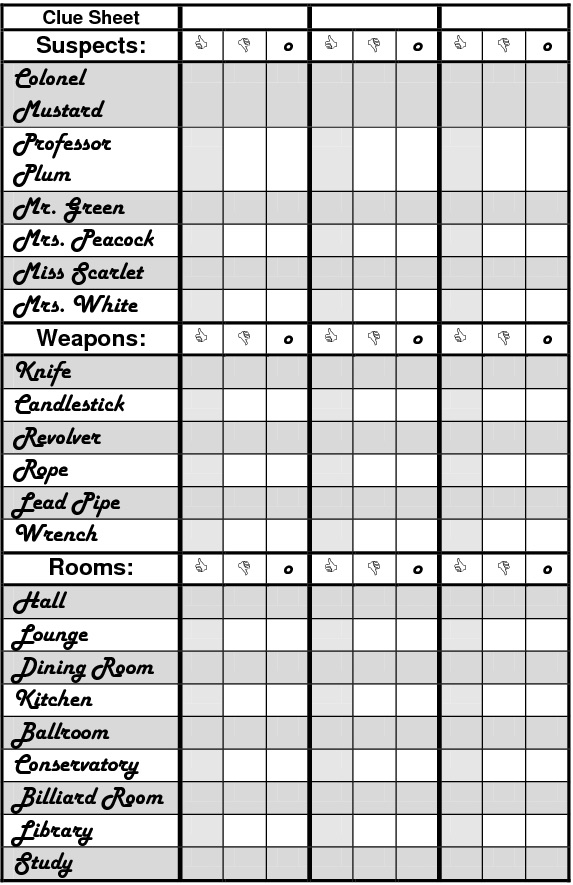 Clue Sheet
Suspects: 👍 👎 o 👍 👎 o 👍 👎 o
Colonel
Mustard
Professor
Plum
Mr. Green
Mrs. Peacock
Miss Scarlet
Mrs. White
Weapons: 👍 👎 o 👍 👎 o 👍 👎 o
Knife
Candlestick
Revolver
Rope
Lead Pipe
Wrench
Rooms: 👍 👎 o 👍 👎 o 👍 👎 o
Hall
Lounge
Dining Room
Kitchen
Ballroom
Conservatory
Billiard Room
Library
Study